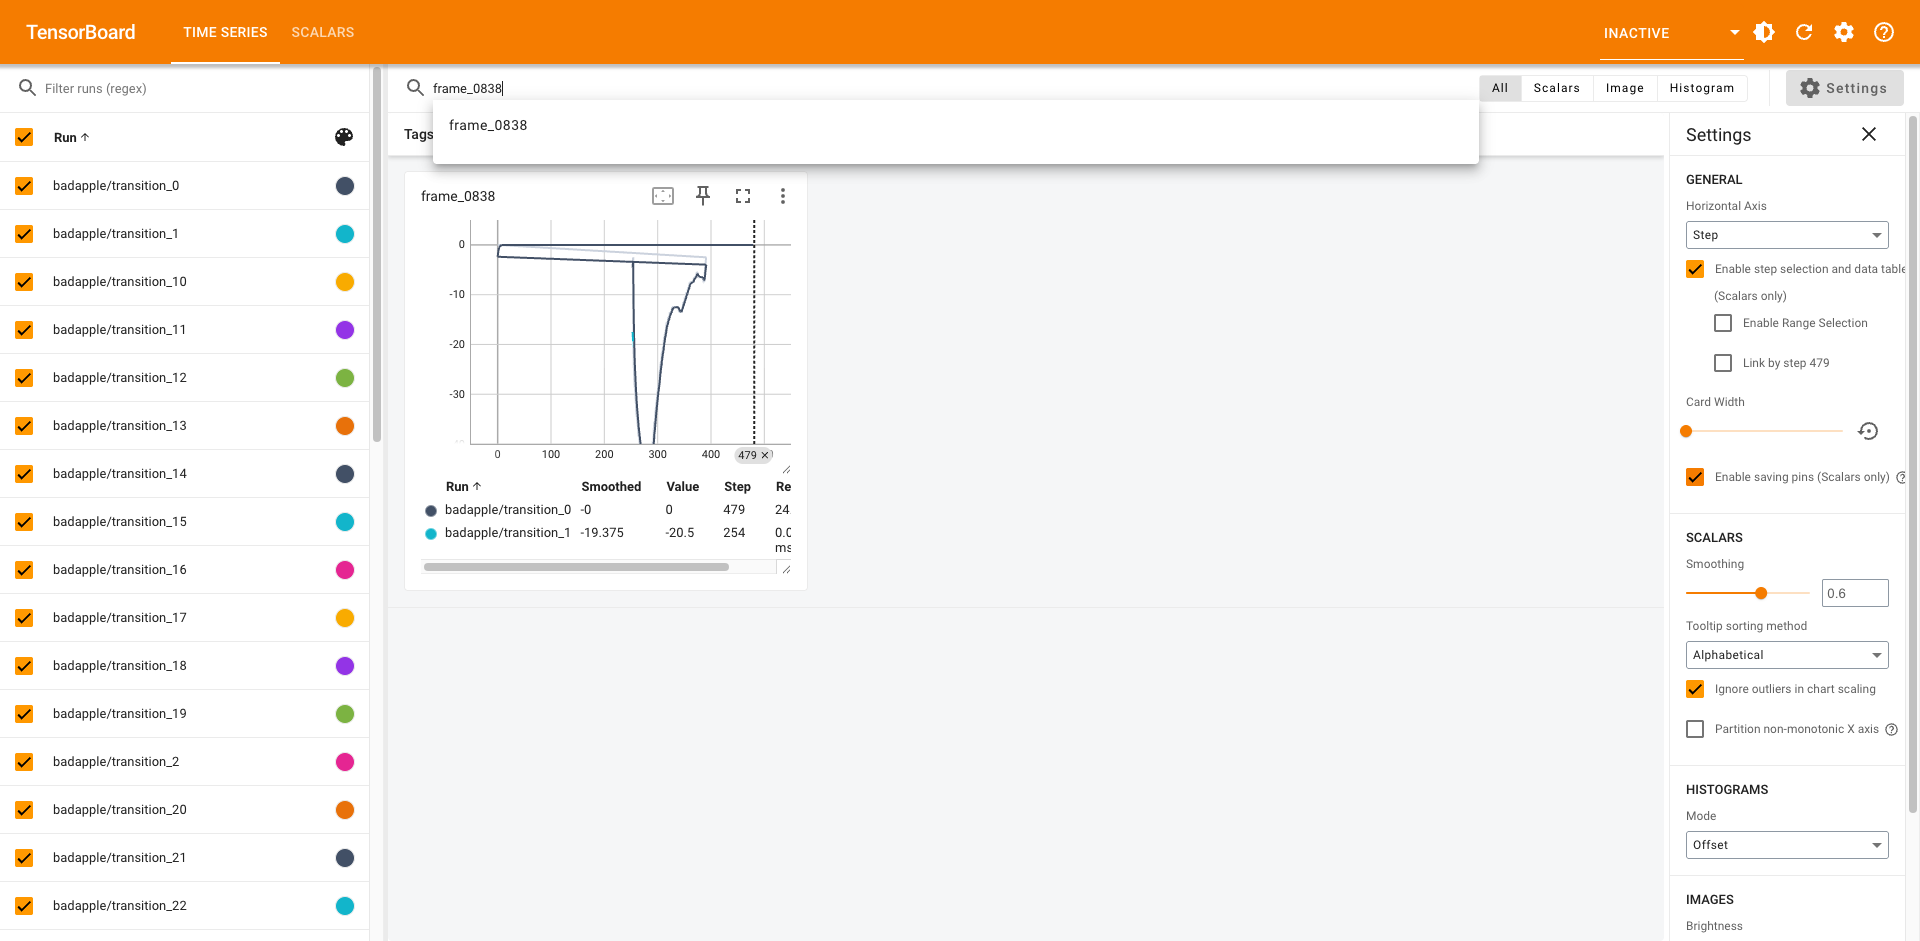 TensorBoard
TIME SERIES
SCALARS
INACTIVE
Filter runs (regex)
frame_0838
All
Scalars
Image
Histogram
Settings
frame_0838
Run
Tags
badapple/transition_0
badapple/transition_1
badapple/transition_10
badapple/transition_11
badapple/transition_12
badapple/transition_13
badapple/transition_14
badapple/transition_15
badapple/transition_16
badapple/transition_17
badapple/transition_18
badapple/transition_19
badapple/transition_2
badapple/transition_20
badapple/transition_21
badapple/transition_22
frame_0838
0
-10
-20
-30
0 100 200 300 400 479
Run Smoothed Value Step Re
badapple/transition_0 -0 0 479 24.
badapple/transition_1 -19.375 -20.5 254 0.0
ms
Settings
GENERAL
Horizontal Axis
Step
Enable step selection and data table
(Scalars only)
Enable Range Selection
Link by step 479
Card Width
Enable saving pins (Scalars only)
SCALARS
Smoothing
0.6
Tooltip sorting method
Alphabetical
Ignore outliers in chart scaling
Partition non-monotonic X axis
HISTOGRAMS
Mode
Offset
IMAGES
Brightness